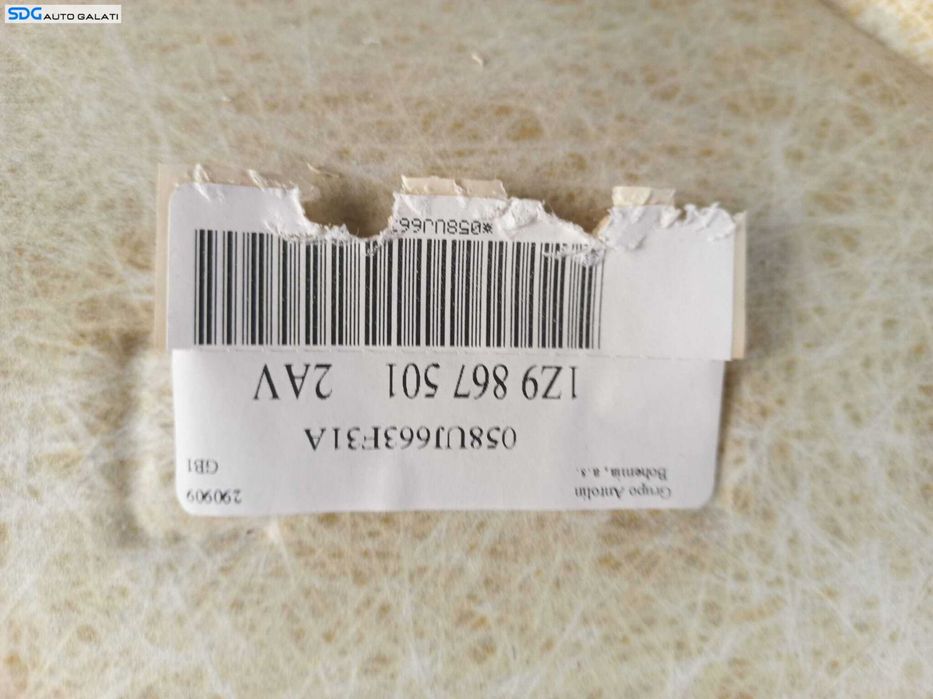 SDG AUTO GALATI
Grupo Antolin
Bohemia, a.s.
290909
GB1
058UJ663F31A
1Z9 867 501 2AV
*058UJ66